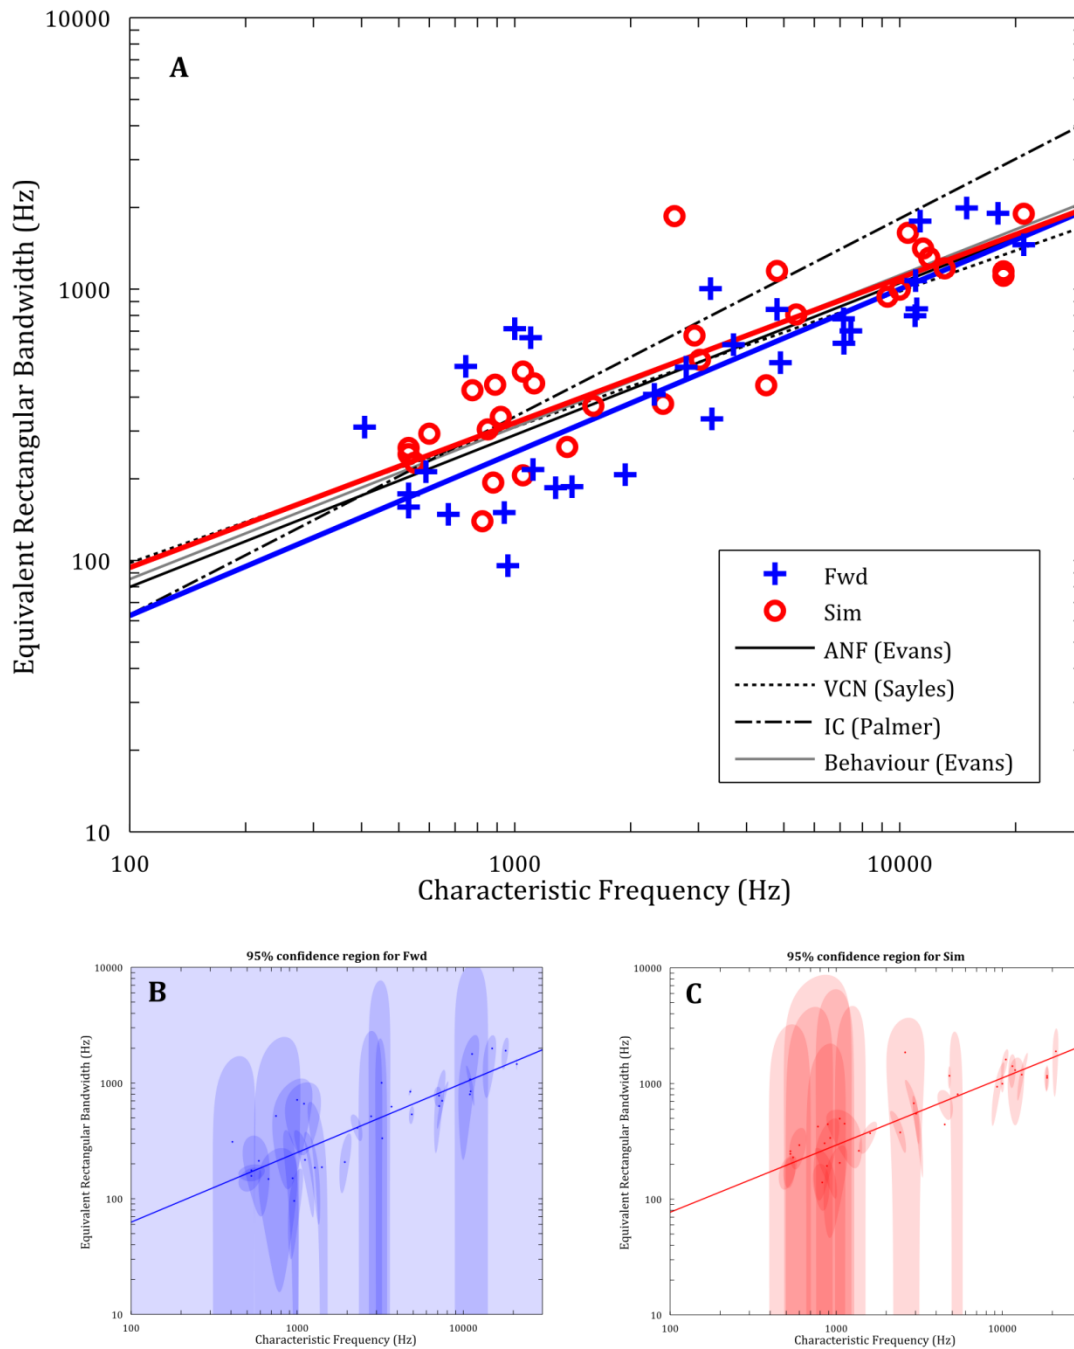 10000
A
1000
100
10
Equivalent Rectangular Bandwidth (Hz)
Fwd
Sim
ANF (Evans)
VCN (Sayles)
IC (Palmer)
Behaviour (Evans)
100
1000
10000
Characteristic Frequency (Hz)
95% confidence region for Fwd
10000
B
1000
100
10
Equivalent Rectangular Bandwidth (Hz)
100
1000
10000
Characteristic Frequency (Hz)
95% confidence region for Sim
10000
C
1000
100
10
Equivalent Rectangular Bandwidth (Hz)
100
1000
10000
Characteristic Frequency (Hz)